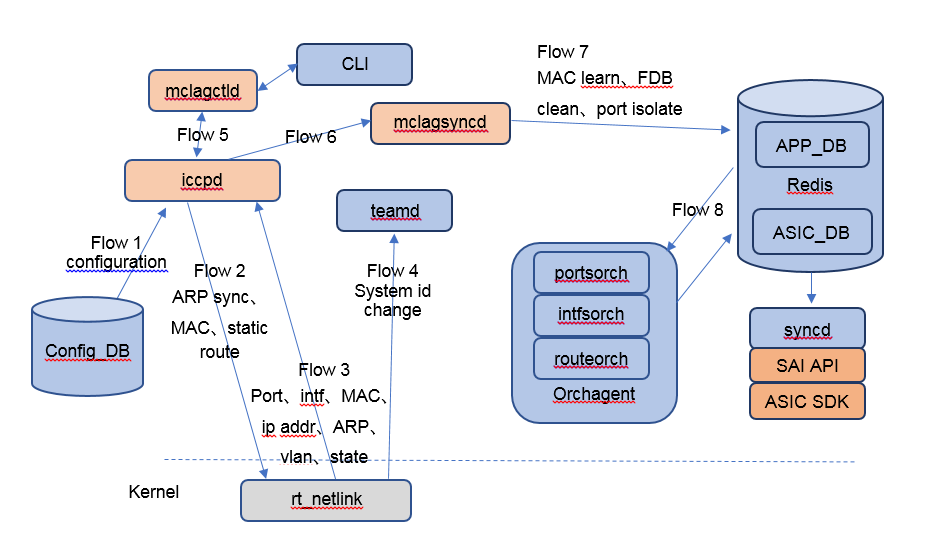 CLI
mclagctld
Flow 5
Flow 6
mclagsyncd
Flow 7
MAC learn、FDB
clean、port isolate
APP_DB
Redis
ASIC_DB
iccpd
teamd
Flow 8
Flow 1
configuration
Flow 2
ARP sync、
MAC、static
route
Flow 4
System id
change
Config_DB
Flow 3
Port、intf、MAC、
ip addr、ARP、
vlan、state
portsorch
intfsorch
routeorch
Orchagent
syncd
SAI API
ASIC SDK
Kernel
rt_netlink